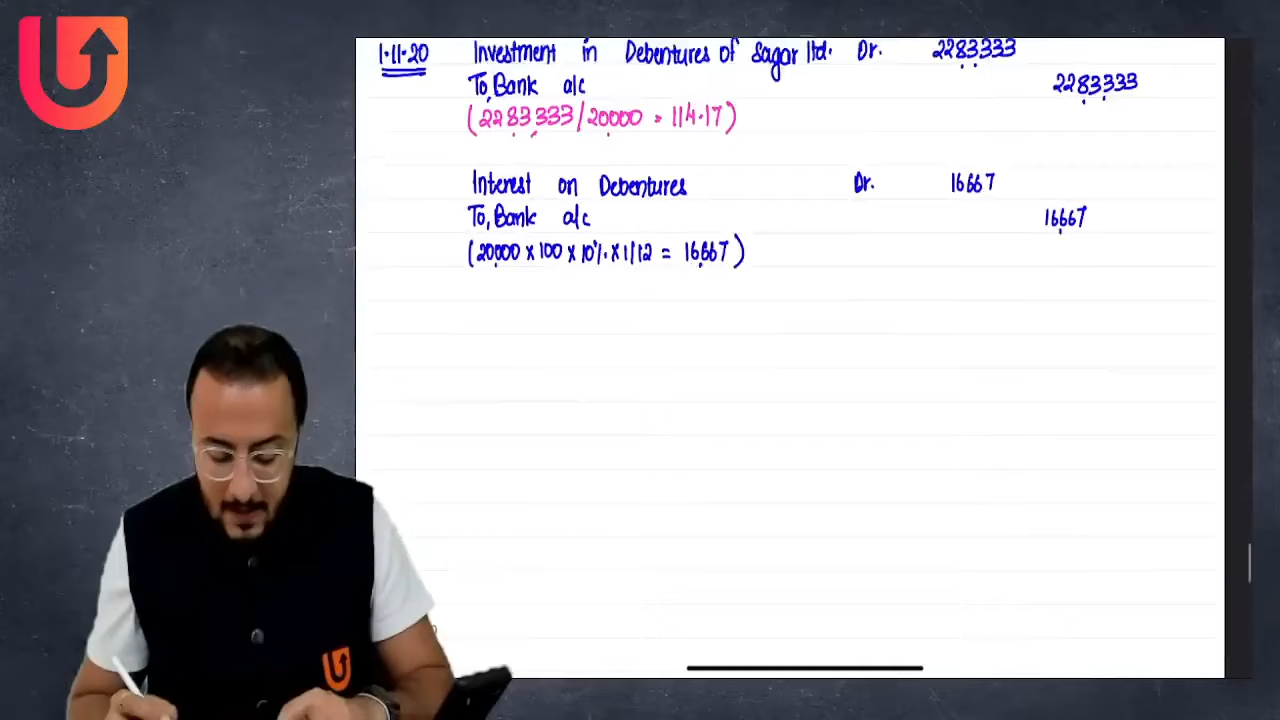 1.11.20 Investment in Debentures of Sagar ltd. Dr. 2283333
To, Bank a/c 2283333
(2283333/20000 = 114.17)
Interest on Debentures Dr. 16667
To, Bank a/c 16667
(20000 x 100 x 10%. x 1/12 = 16667)